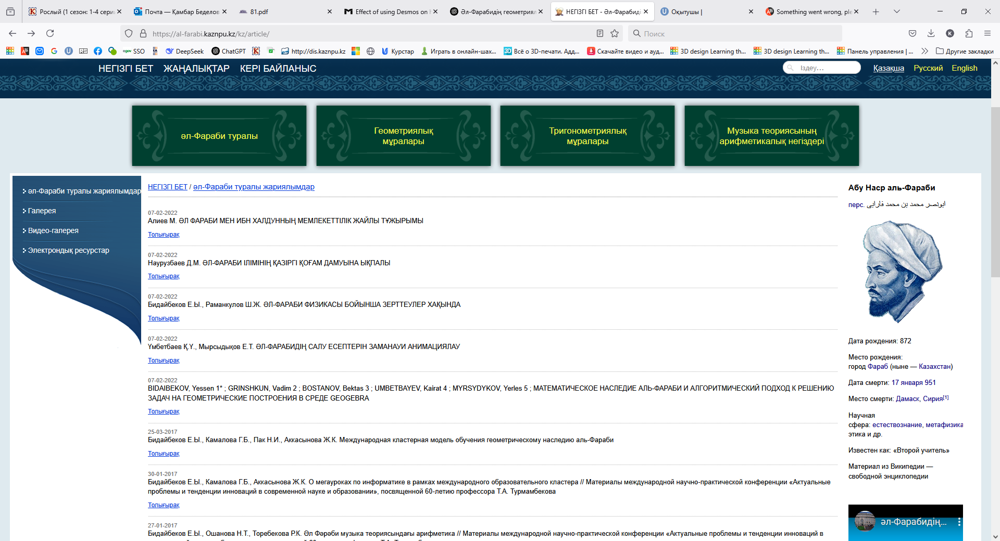 Рослый (1 сезон: 1-4 сери
Почта — Қамбар Беделов
81.pdf
Effect of using Desmos on
Әл-Фарабидің геометриял
НЕГІЗГІ БЕТ - Әл-Фарабид
Оқытушы |
Something went wrong, ple
https://al-farabi.kaznpu.kz/kz/article/
Поиск
SSO
DeepSeek
ChatGPT
http://dis.kaznpu.kz
Курстар
Играть в онлайн-шах...
Всё о 3D-печати. Адд...
Скачайте видео и ауд...
3D design Learning th...
3D design Learning th...
Панель управления | ...
Другие закладки
НЕГІЗГІ БЕТ ЖАҢАЛЫҚТАР КЕРІ БАЙЛАНЫС
Іздеу...
Қазақша Русский English
әл-Фараби туралы
Геометриялық
мұралары
Тригонометриялық
мұралары
Музыка теориясының
арифметикалық негіздері
әл-Фараби туралы жариялымдар
Галерея
Видео-галерея
Электрондық ресурстар
НЕГІЗГІ БЕТ / әл-Фараби туралы жариялымдар
07-02-2022
Алиев М. ӘЛ ФАРАБИ МЕН ИБН ХАЛДУННЫҢ МЕМЛЕКЕТТІЛІК ЖАЙЛЫ ТҰЖЫРЫМЫ
Толығырақ
07-02-2022
Наурузбаев Д.М. ӘЛ-ФАРАБИ ІЛІМІНІҢ ҚАЗІРГІ ҚОҒАМ ДАМУЫНА ЫҚПАЛЫ
Толығырақ
07-02-2022
Бидайбеков Е.Ы., Раманкулов Ш.Ж. ӘЛ-ФАРАБИ ФИЗИКАСЫ БОЙЫНША ЗЕРТТЕУЛЕР ХАҚЫНДА
Толығырақ
07-02-2022
Үмбетбаев Қ.Ү., Мырсыдықов Е.Т. ӘЛ-ФАРАБИДІҢ САЛУ ЕСЕПТЕРІН ЗАМАНАУИ АНИМАЦИЯЛАУ
Толығырақ
07-02-2022
BIDAIBEKOV, Yessen 1* ; GRINSHKUN, Vadim 2 ; BOSTANOV, Bektas 3 ; UMBETBAYEV, Kairat 4 ; MYRSYDYKOV, Yerles 5 ; МАТЕМАТИЧЕСКОЕ НАСЛЕДИЕ АЛЬ-ФАРАБИ И АЛГОРИТМИЧЕСКИЙ ПОДХОД К РЕШЕНИЮ
ЗАДАЧ НА ГЕОМЕТРИЧЕСКИЕ ПОСТРОЕНИЯ В СРЕДЕ GEOGEBRA
Толығырақ
25-03-2017
Бидайбеков Е.Ы., Камалова Г.Б., Пак Н.И., Аккасынова Ж.К. Международная кластерная модель обучения геометрическому наследию аль-Фараби
Толығырақ
30-01-2017
Бидайбеков Е.Ы., Камалова Г.Б., Аккасынова Ж.К. О мегауроках по информатике в рамках международного образовательного кластера // Материалы международной научно-практической конференции «Актуальные
проблемы и тенденции инноваций в современной науке и образовании», посвященной 60-летию профессора Т.А. Турмамбекова
Толығырақ
27-01-2017
Бидайбеков Е.Ы., Ошанова Н.Т., Торебекова Р.К. Әл Фәрәби музыка теориясындағы арифметика // Материалы международной научно-практической конференции «Актуальные проблемы и тенденции инноваций в
Абу Наср аль-Фараби
перс. ابونصر محمد بن محمد فارابی
Дата рождения: 872
Место рождения:
город Фараб (ныне — Казахстан)
Дата смерти: 17 января 951
Место смерти: Дамаск, Сирия[1]
Научная
сфера: естествознание, метафизика
этика и др.
Известен как: «Второй учитель»
Материал из Википедии —
свободной энциклопедии
әл-Фарабидің...